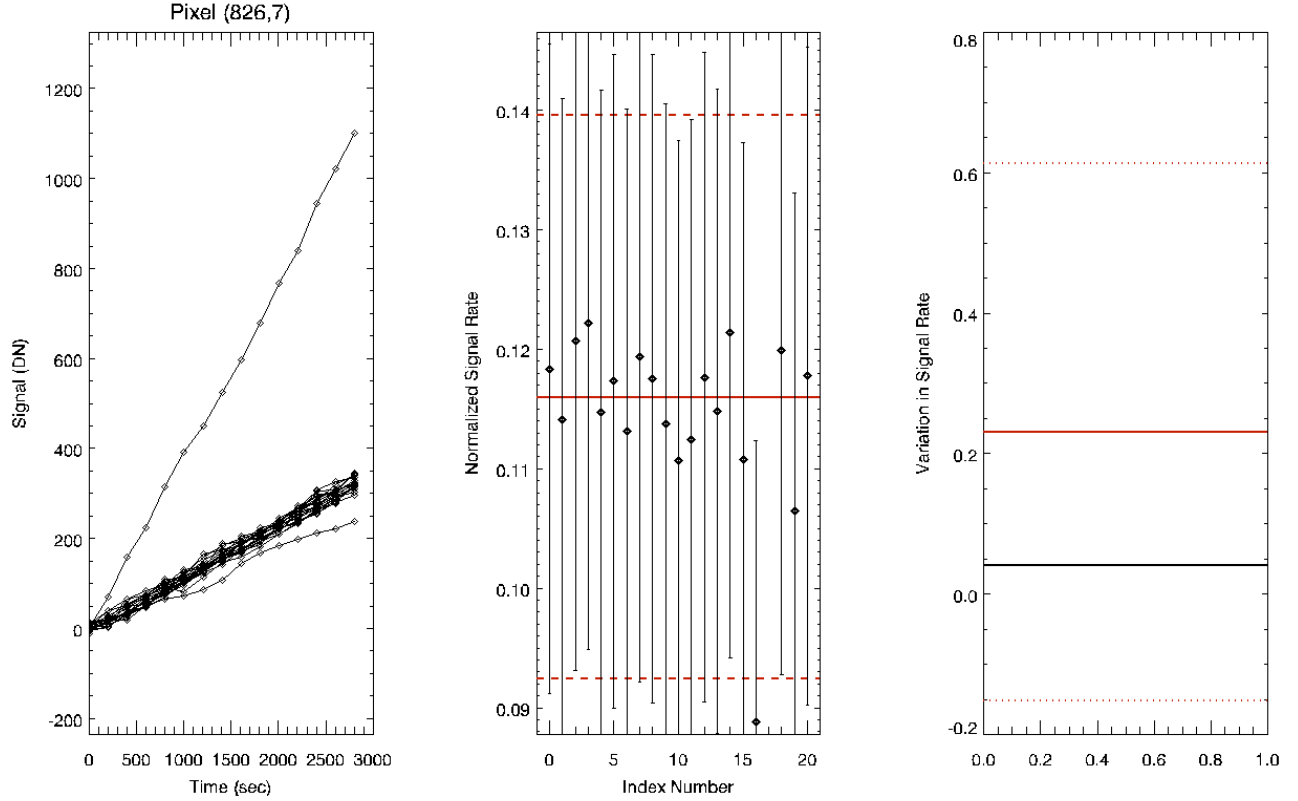 Pixel (826,7)
Signal (DN)
1200
1000
800
600
400
200
0
-200
0 500 1000 1500 2000 2500 3000
Time (sec)
Normalized Signal Rate
0.14
0.13
0.12
0.11
0.10
0.09
0 5 10 15 20
Index Number
Variation in Signal Rate
0.8
0.6
0.4
0.2
0.0
-0.2
0.0 0.2 0.4 0.6 0.8 1.0